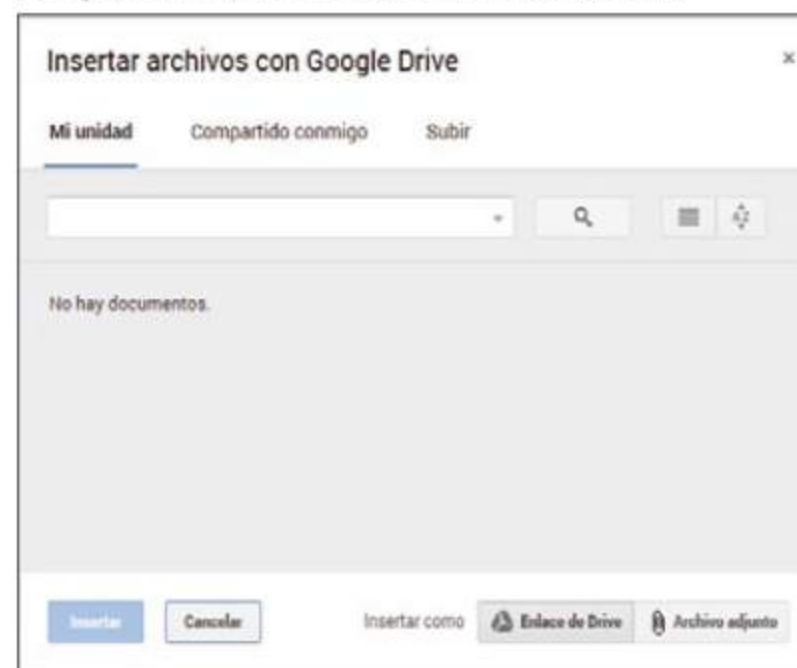 Insertar archivos con Google Drive
Mi unidad Compartido conmigo Subir
No hay documentos.
Insertar Cancelar Insertar como Enlace de Drive Archivo adjunto